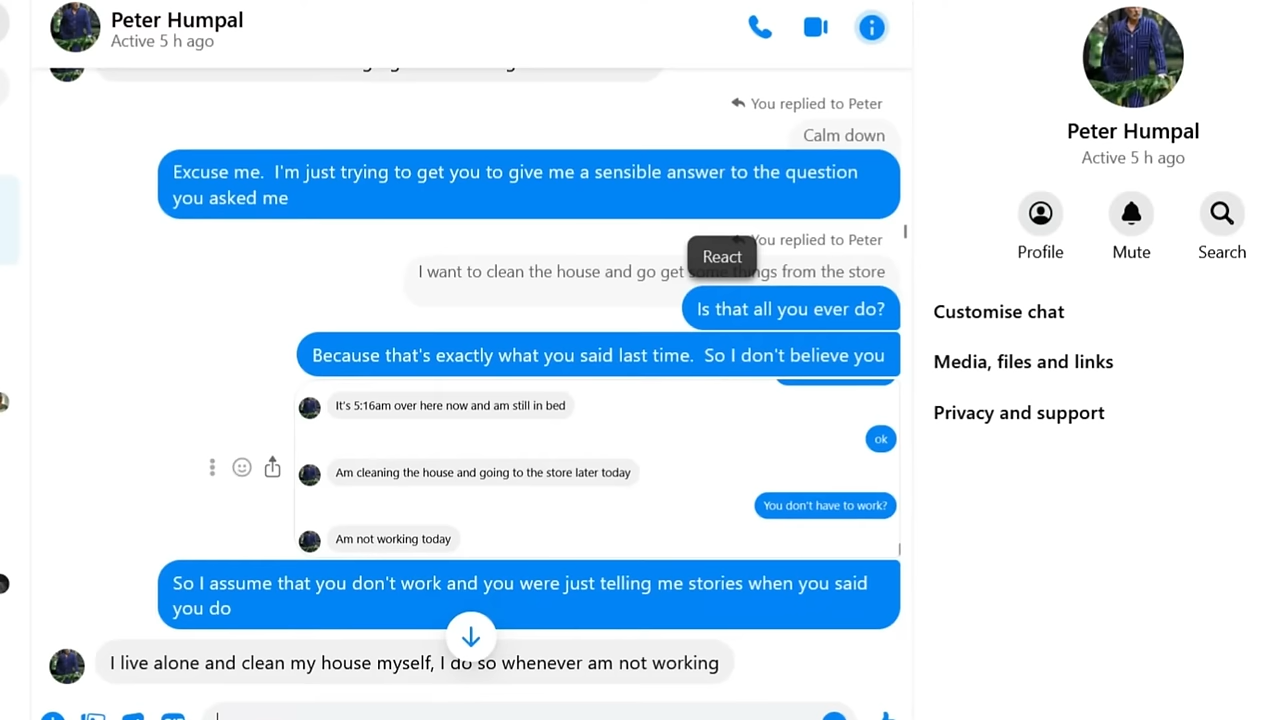 Peter Humpal
Active 5 h ago
You replied to Peter
Calm down
Excuse me.  I'm just trying to get you to give me a sensible answer to the question
you asked me
You replied to Peter
React
I want to clean the house and go get some things from the store
Is that all you ever do?
Because that's exactly what you said last time.  So I don't believe you
It's 5:16am over here now and am still in bed
ok
Am cleaning the house and going to the store later today
You don't have to work?
Am not working today
So I assume that you don't work and you were just telling me stories when you said
you do
I live alone and clean my house myself, I do so whenever am not working
Peter Humpal
Active 5 h ago
Profile
Mute
Search
Customise chat
Media, files and links
Privacy and support